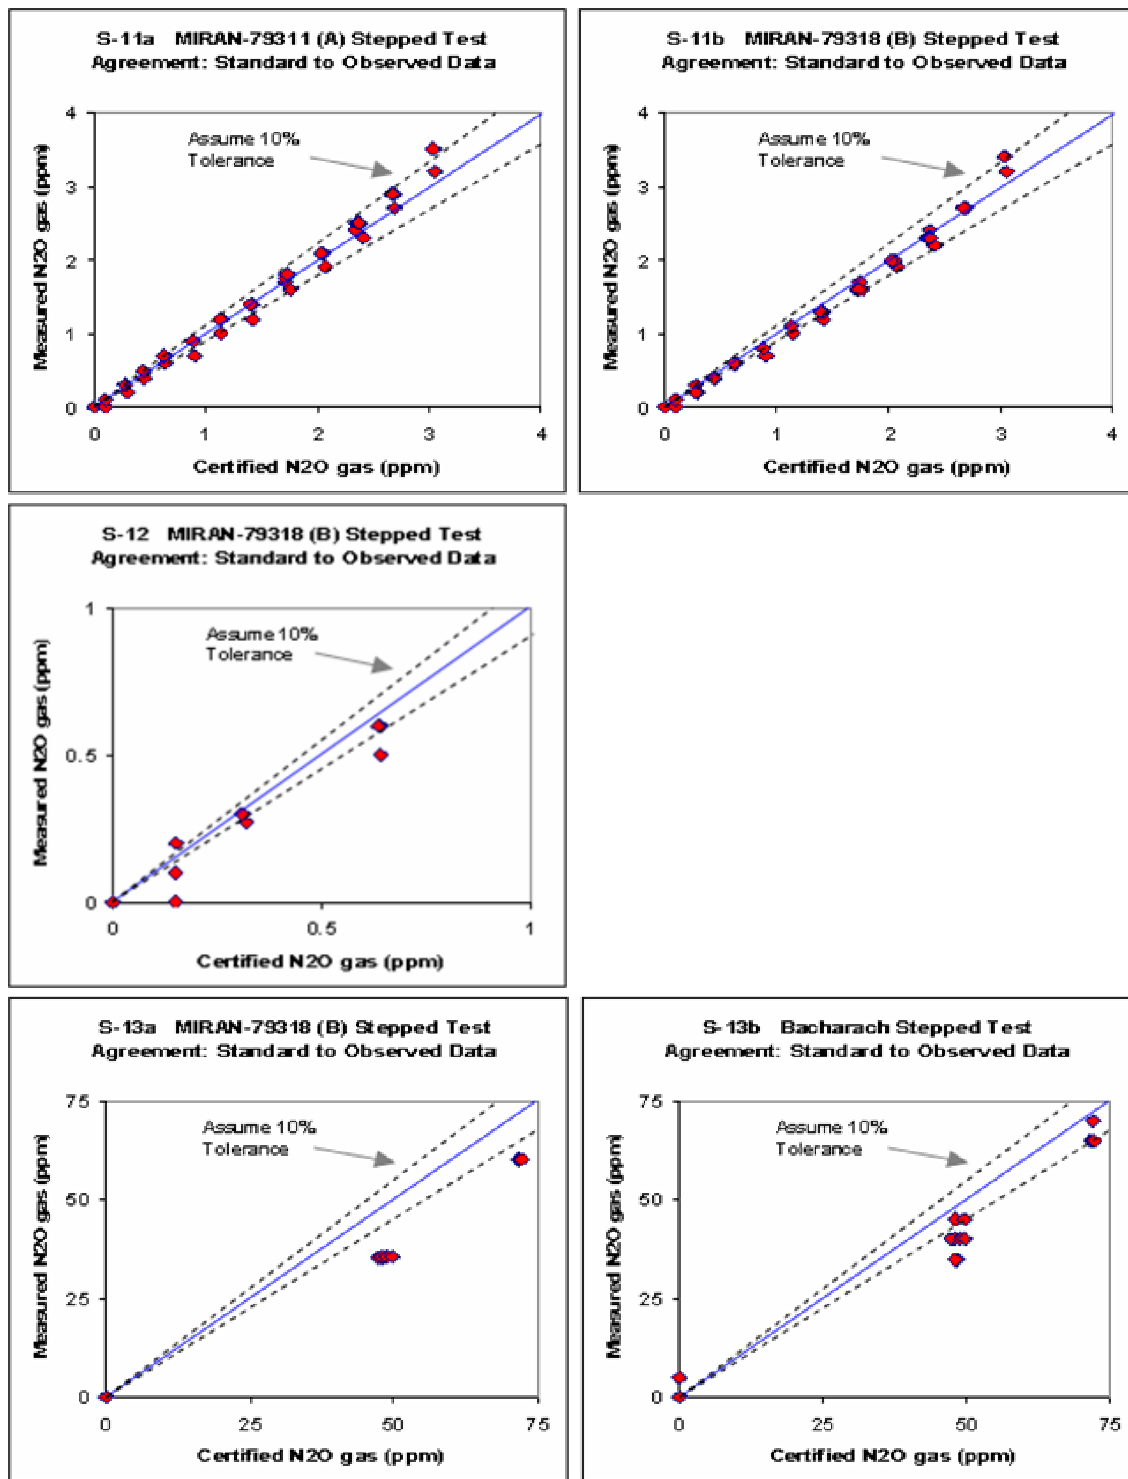 S-11a MIRAN-79311 (A) Stepped Test
Agreement: Standard to Observed Data
Assume 10%
Tolerance
Measured N2O gas (ppm)
4
3
2
1
0
0 1 2 3 4
Certified N2O gas (ppm)
S-11b MIRAN-79318 (B) Stepped Test
Agreement: Standard to Observed Data
Assume 10%
Tolerance
Measured N2O gas (ppm)
4
3
2
1
0
0 1 2 3 4
Certified N2O gas (ppm)
S-12 MIRAN-79318 (B) Stepped Test
Agreement: Standard to Observed Data
Assume 10%
Tolerance
Measured N2O gas (ppm)
1
0.5
0
0 0.5 1
Certified N2O gas (ppm)
S-13a MIRAN-79318 (B) Stepped Test
Agreement: Standard to Observed Data
Assume 10%
Tolerance
Measured N2O gas (ppm)
75
50
25
0
0 25 50 75
Certified N2O gas (ppm)
S-13b Bacharach Stepped Test
Agreement: Standard to Observed Data
Assume 10%
Tolerance
Measured N2O gas (ppm)
75
50
25
0
0 25 50 75
Certified N2O gas (ppm)